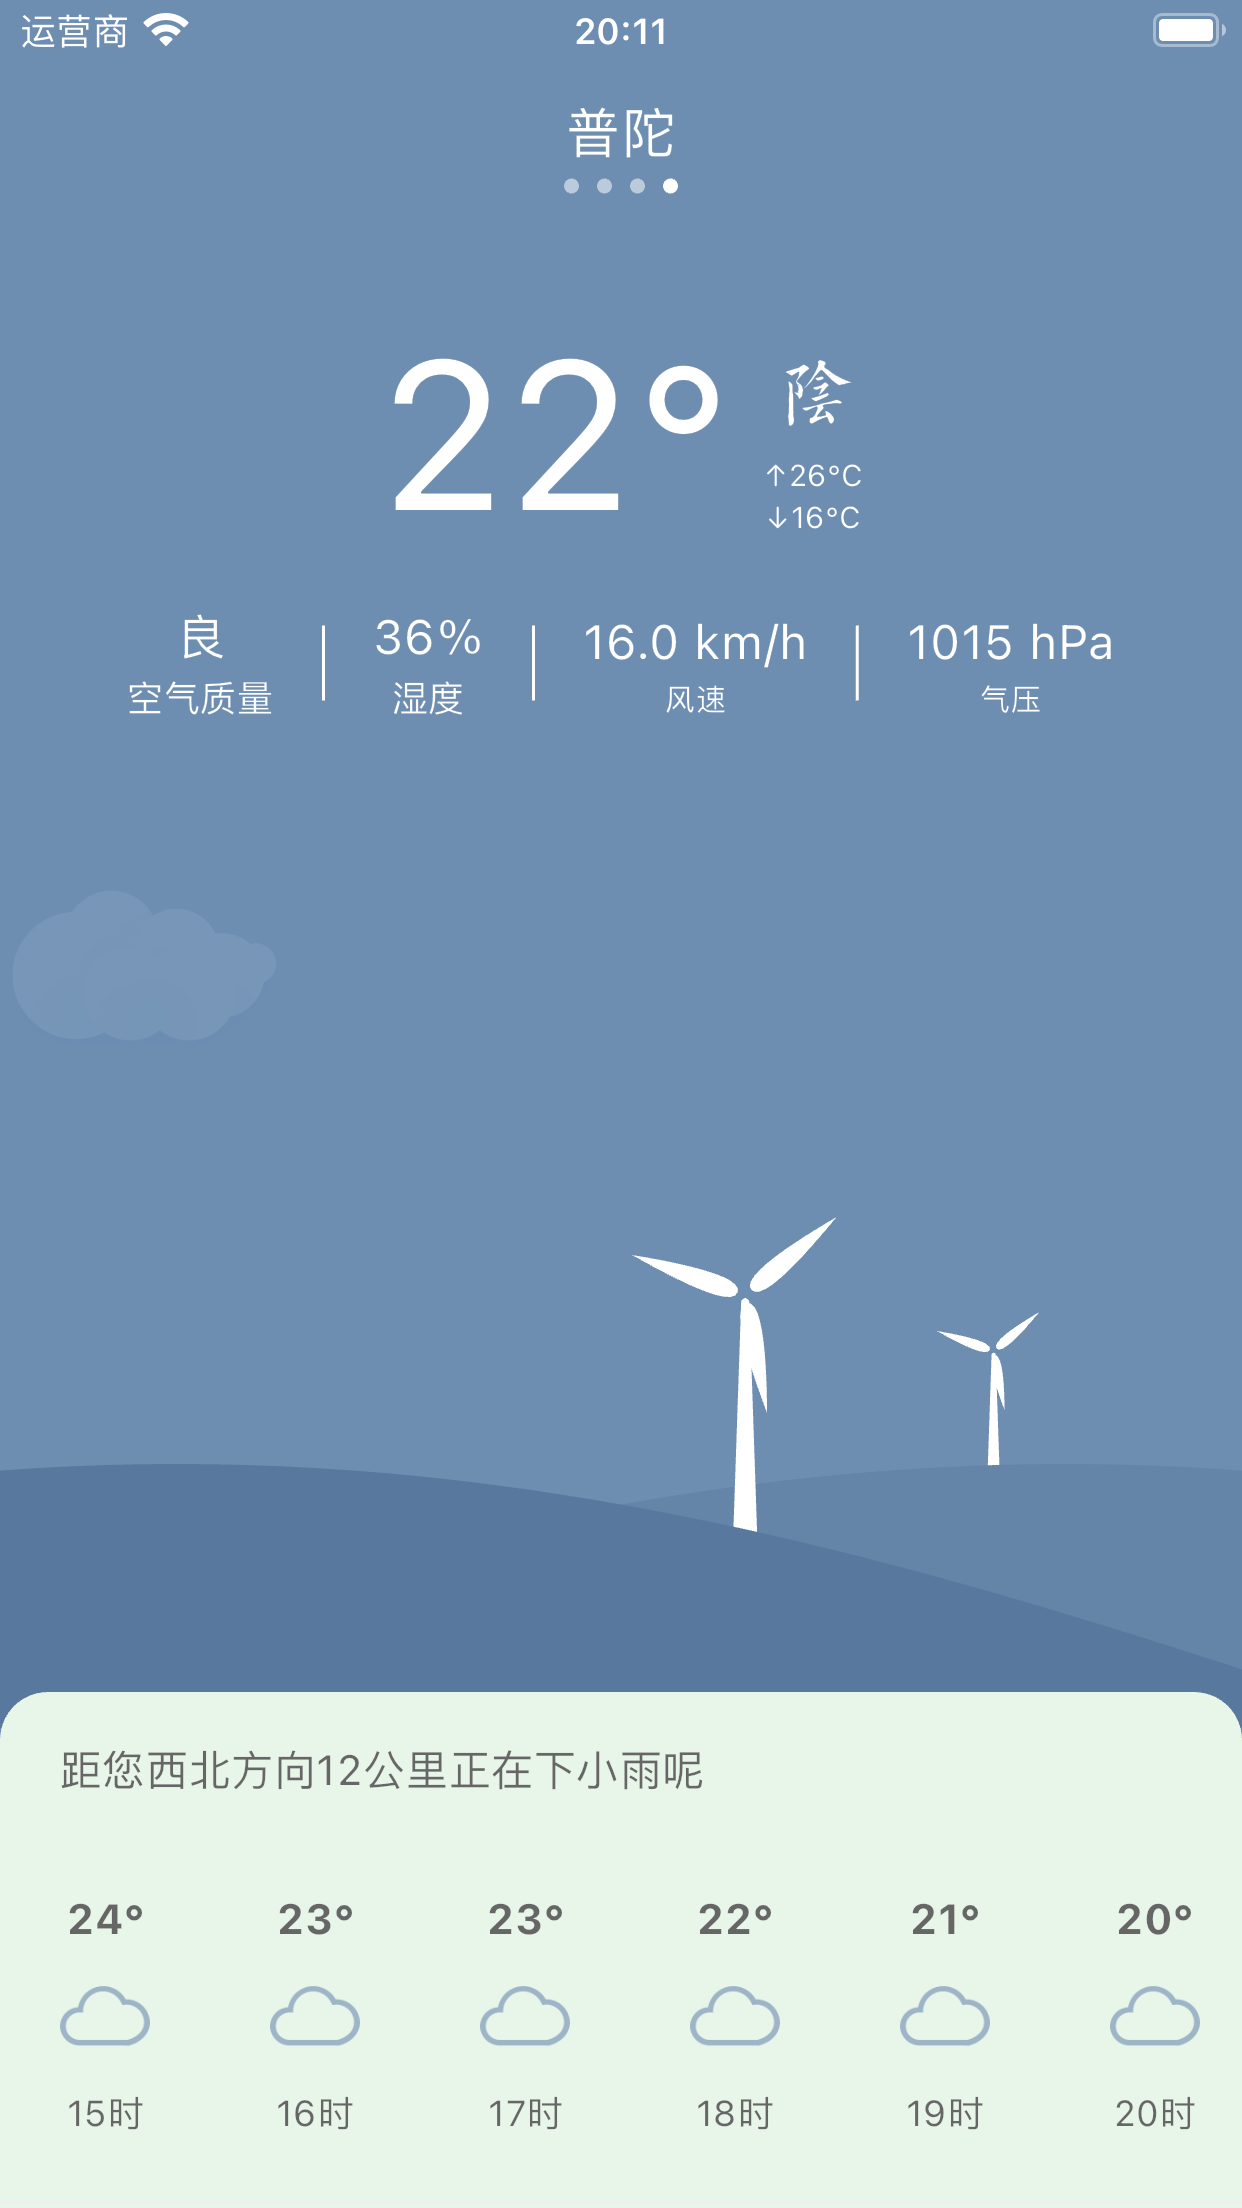 运营商 20:11
普陀
22° 陰
↑26°C
↓16°C
良 36% 16.0 km/h 1015 hPa
空气质量 湿度 风速 气压
距您西北方向12公里正在下小雨呢
24° 23° 23° 22° 21° 20°
15时 16时 17时 18时 19时 20时